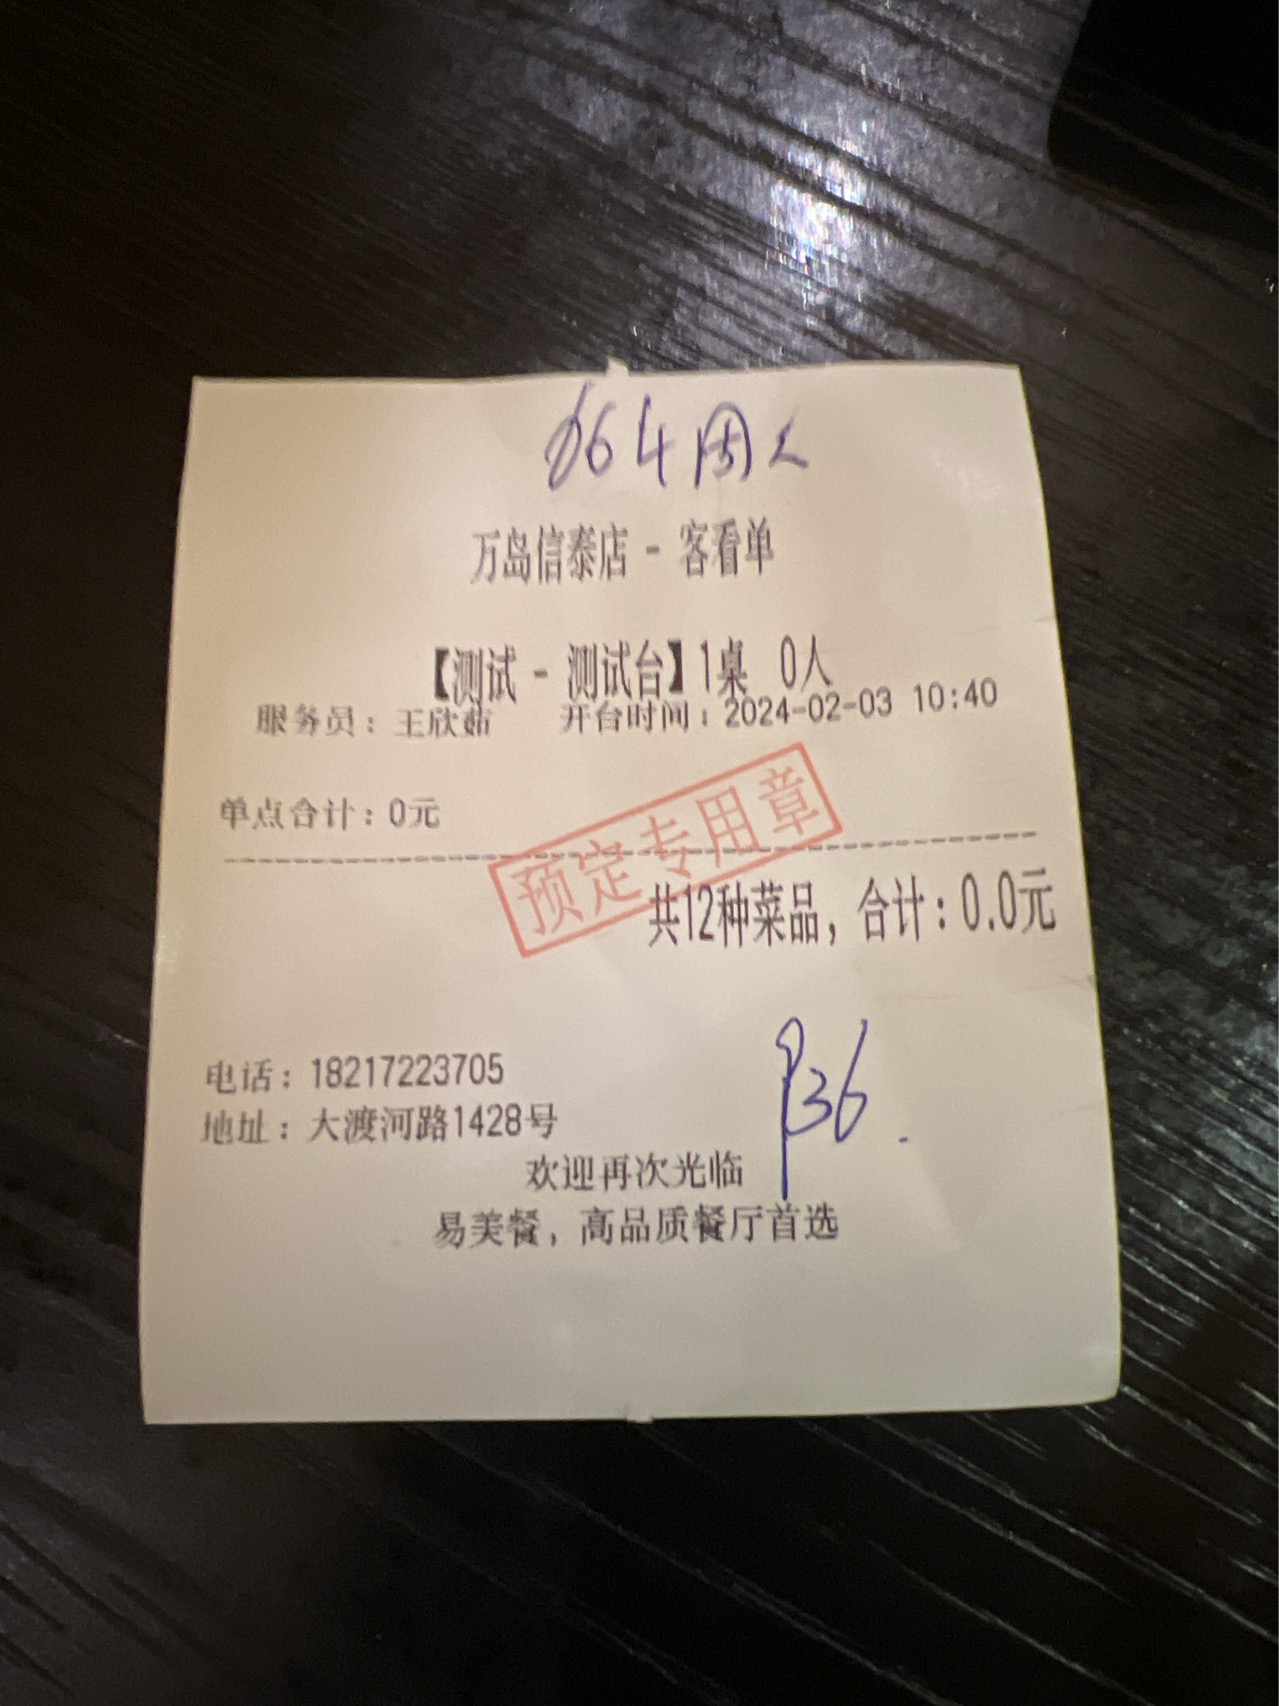 万岛信泰店 - 客看单
【测试 - 测试台】1桌 0人
服务员: 王欣茹 开台时间: 2024-02-03 10:40
单点合计: 0元
预定专用章
共12种菜品, 合计: 0.0元
电话: 18217223705
地址: 大渡河路1428号
欢迎再次光临
易美餐, 高品质餐厅首选